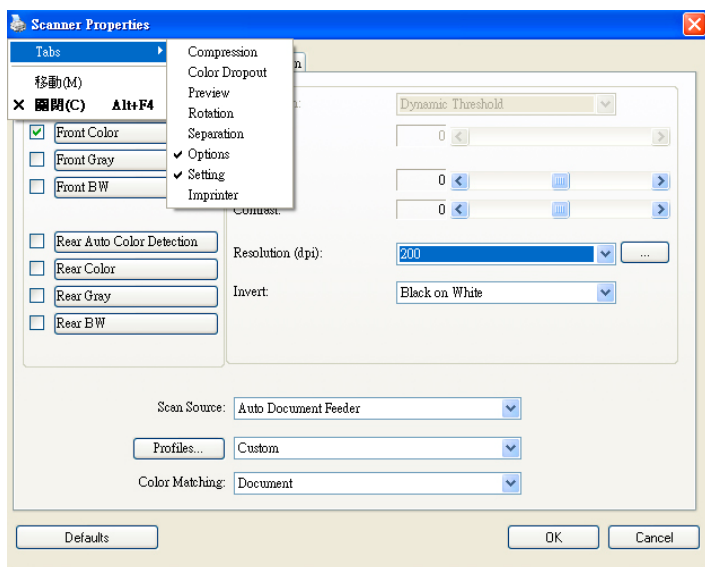 Scanner Properties
Tabs
移動(M)
關閉(C) Alt+F4
Compression
Color Dropout
Preview
Rotation
Separation
Options
Setting
Imprinter
n
:
Dynamic Threshold
0
Front Color
Front Gray
Front BW
0
Contrast:
0
Rear Auto Color Detection
Rear Color
Rear Gray
Rear BW
Resolution (dpi):
200
...
Invert:
Black on White
Scan Source:
Auto Document Feeder
Profiles...
Custom
Color Matching:
Document
Defaults
OK
Cancel